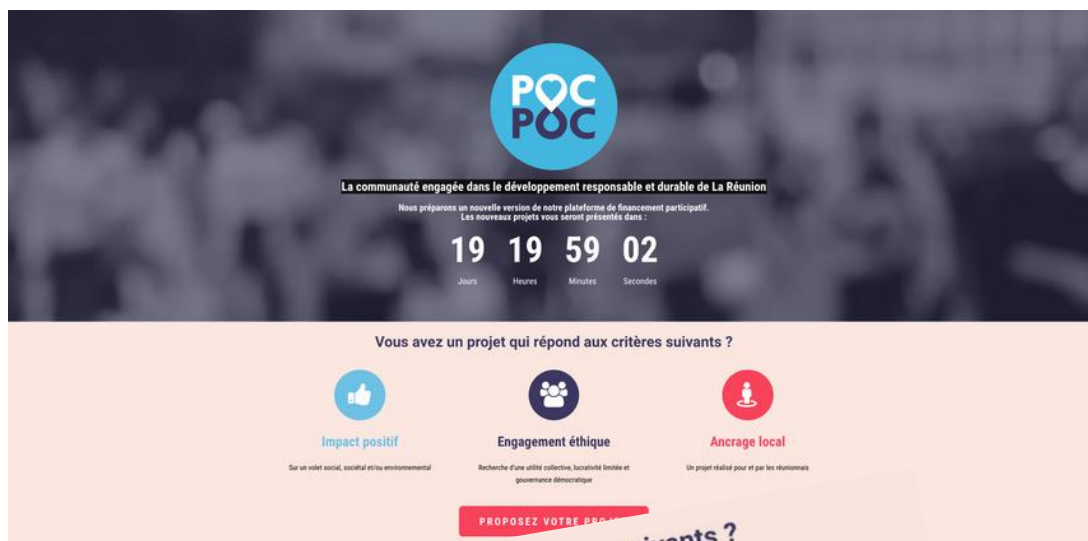 POC
POC
La communauté engagée dans le développement responsable et durable de La Réunion
Nous préparons un nouvelle version de notre plateforme de financement participatif.
Les nouveaux projets vous seront présentés dans :
19 19 59 02
Jours Heures Minutes Secondes
Vous avez un projet qui répond aux critères suivants ?
Impact positif Engagement éthique Ancrage local
Sur un volet social, sociétal et/ou environnemental Recherche d'une utilité collective, lucrativité limitée et Un projet réalisé pour et par les réunionnais
gouvernance démocratique
PROPOSEZ VOTRE
?